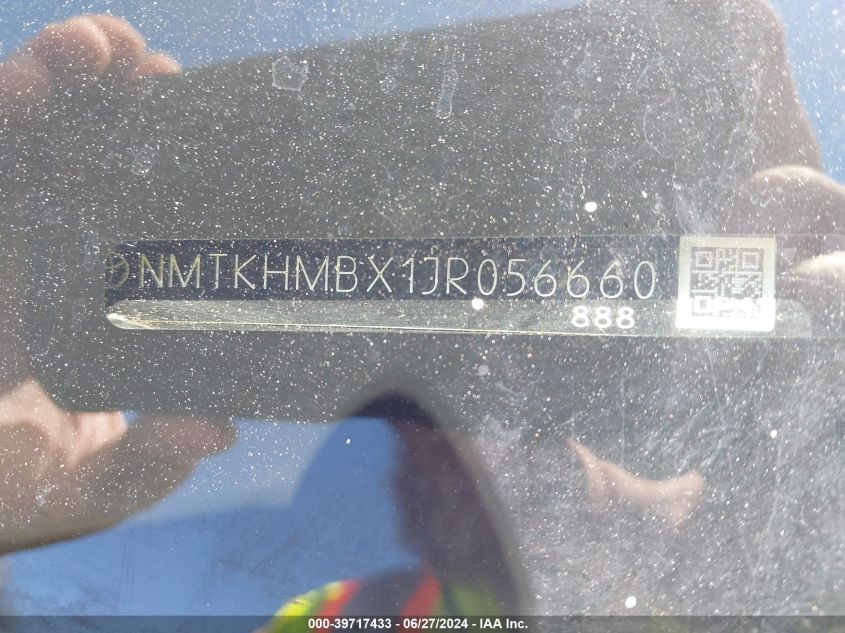 NMTKHMBX1JR056660
888
000-39717433 - 06/27/2024 - IAA Inc.